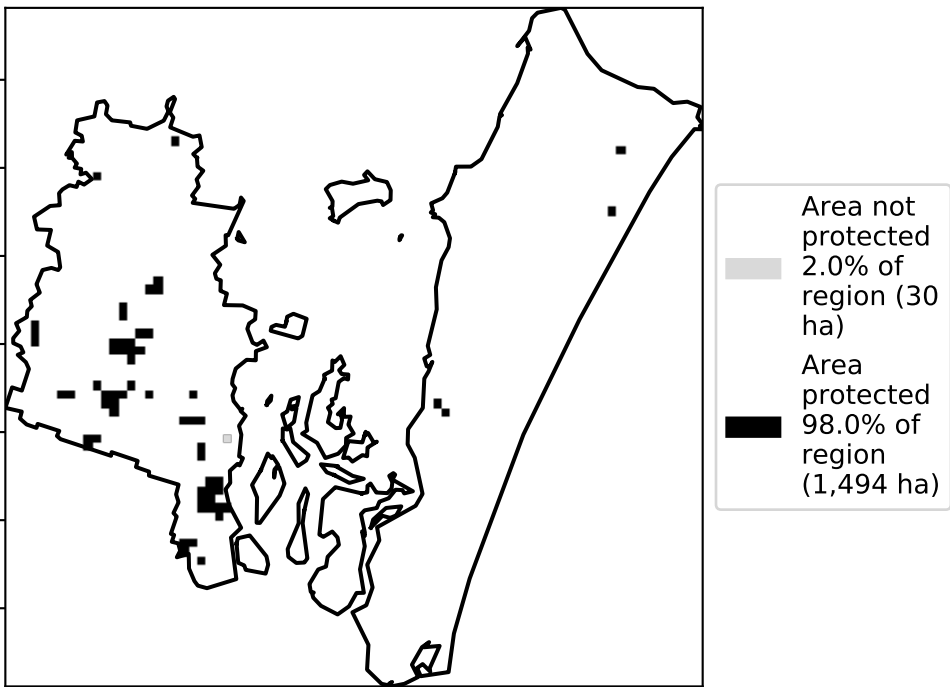 Area not
protected
2.0% of
region (30
ha)
Area
protected
98.0% of
region
(1,494 ha)